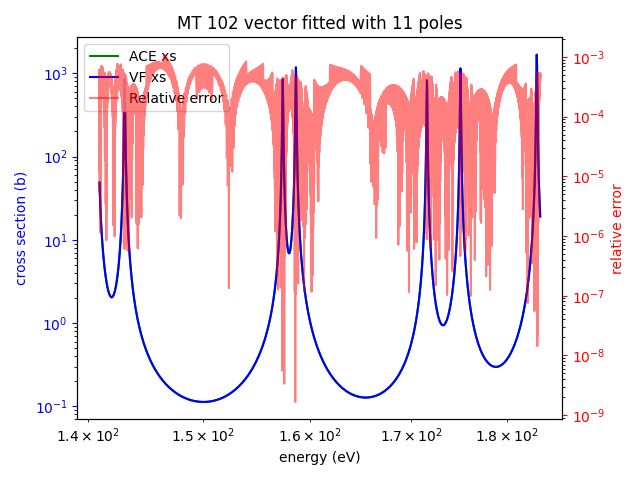 MT 102 vector fitted with 11 poles
ACE xs
VF xs
Relative error
cross section (b)
10³
10²
10¹
10⁰
10⁻¹
10⁻³
10⁻⁴
10⁻⁵
10⁻⁶
10⁻⁷
10⁻⁸
10⁻⁹
relative error
1.4 × 10²
1.5 × 10²
1.6 × 10²
1.7 × 10²
1.8 × 10²
energy (eV)